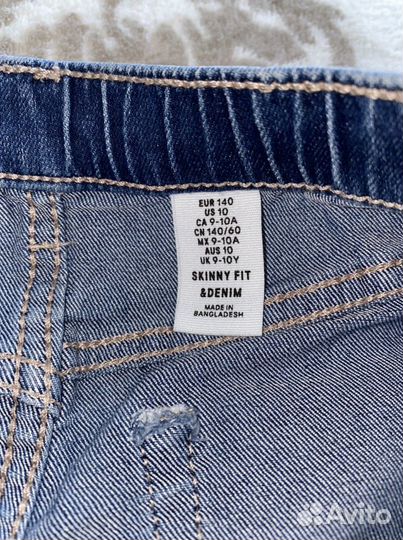 EUR 140
US 10
CA 9-10A
CN 140/60
MX 9-10A
AUS 10
UK 9-10Y
SKINNY FIT
&DENIM
MADE IN
BANGLADESH
Avito